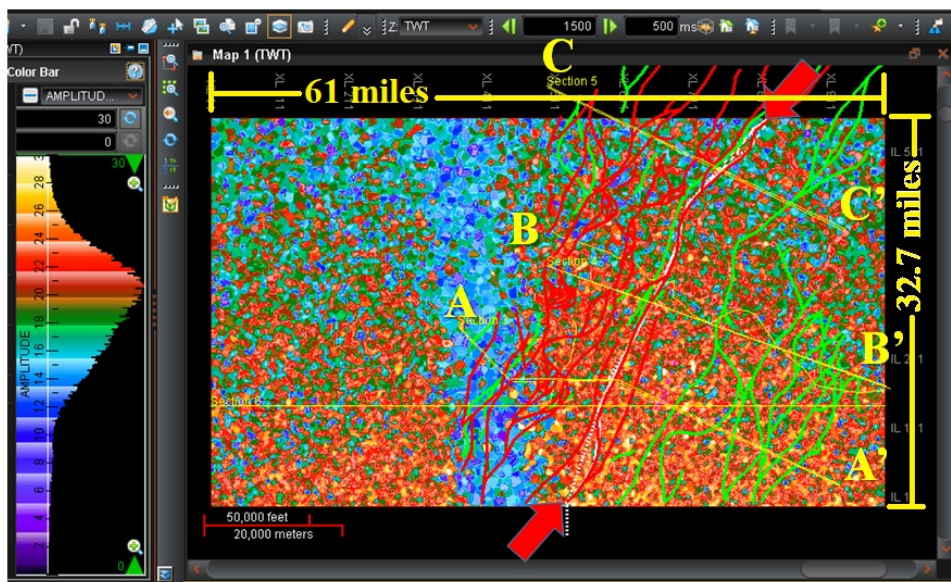 Z: TWT 1500 500 ms
VT)
Color Bar
AMPLITUD...
30
0
30
28
26
24
22
20
18
16
14
12
10
8
6
4
2
0
AMPLITUDE
Map 1 (TWT)
C
Section 5
61 miles
32.7 miles
IL 1
C'
B
A
B'
A'
50,000 feet
20,000 meters